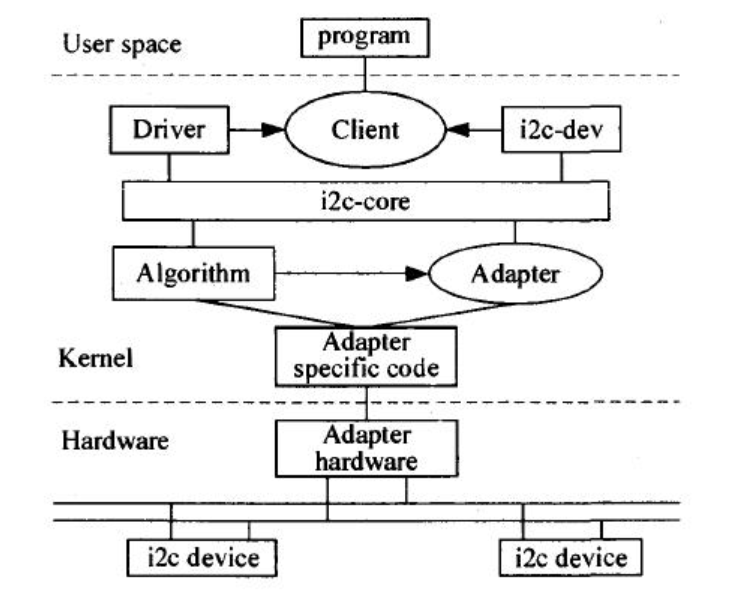 User space
program
Driver
Client
i2c-dev
i2c-core
Algorithm
Adapter
Kernel
Adapter
specific code
Hardware
Adapter
hardware
i2c device
i2c device